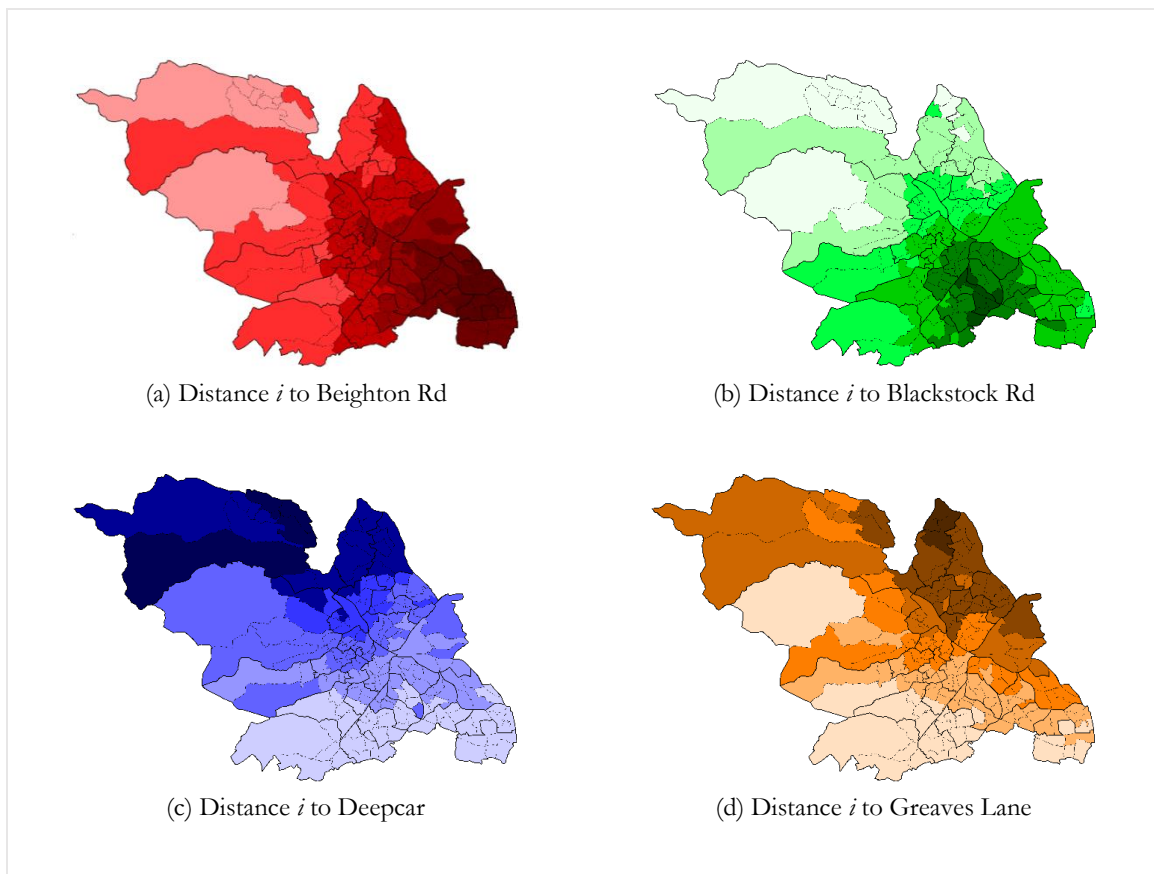 (a) Distance i to Beighton Rd
(b) Distance i to Blackstock Rd
(c) Distance i to Deepcar
(d) Distance i to Greaves Lane